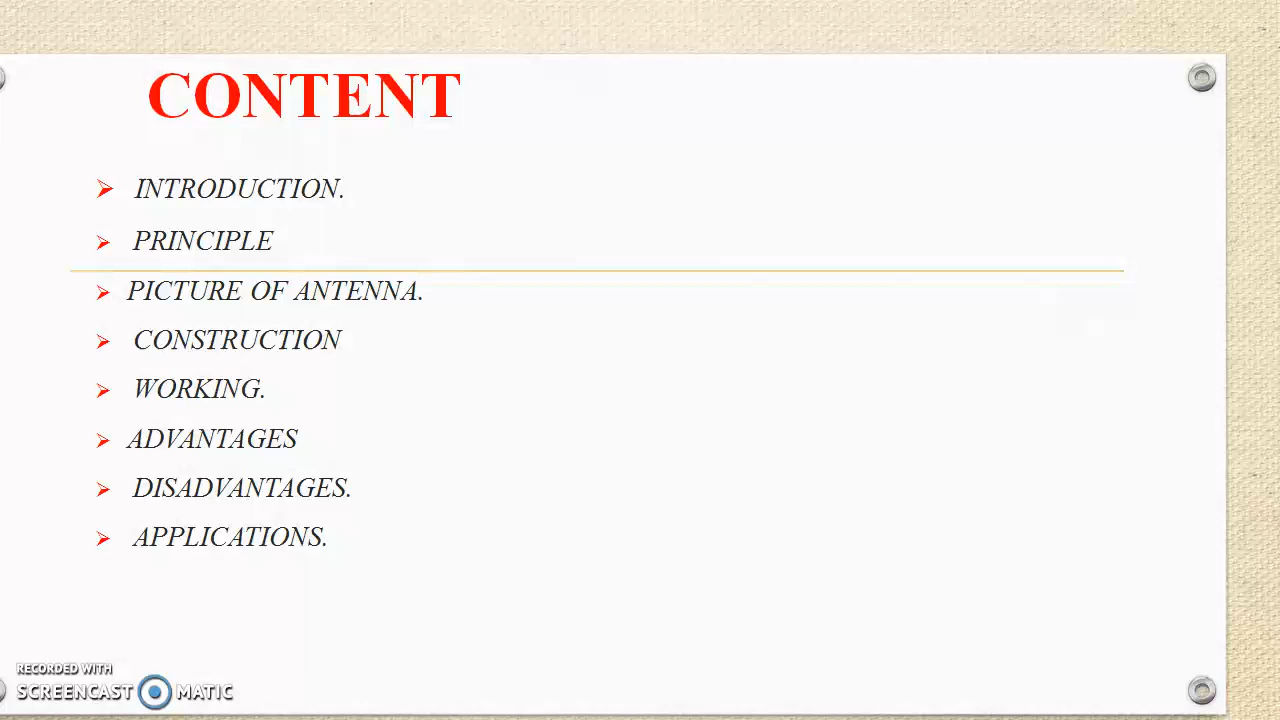 CONTENT
INTRODUCTION.
PRINCIPLE
PICTURE OF ANTENNA.
CONSTRUCTION
WORKING.
ADVANTAGES
DISADVANTAGES.
APPLICATIONS.
RECORDED WITH
SCREENCAST MATIC